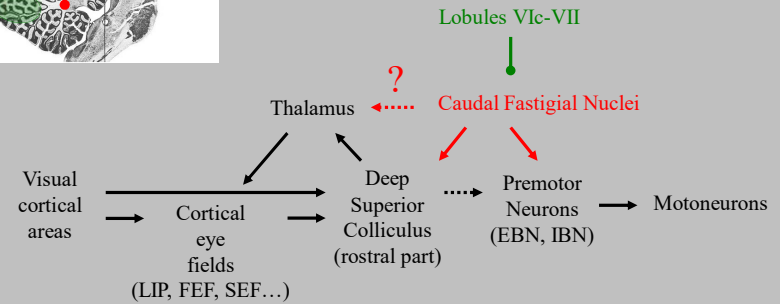 Lobules VIc-VII
?
Thalamus
Caudal Fastigial Nuclei
Visual
cortical
areas
Cortical
eye
fields
(LIP, FEF, SEF…)
Deep
Superior
Colliculus
(rostral part)
Premotor
Neurons
(EBN, IBN)
Motoneurons